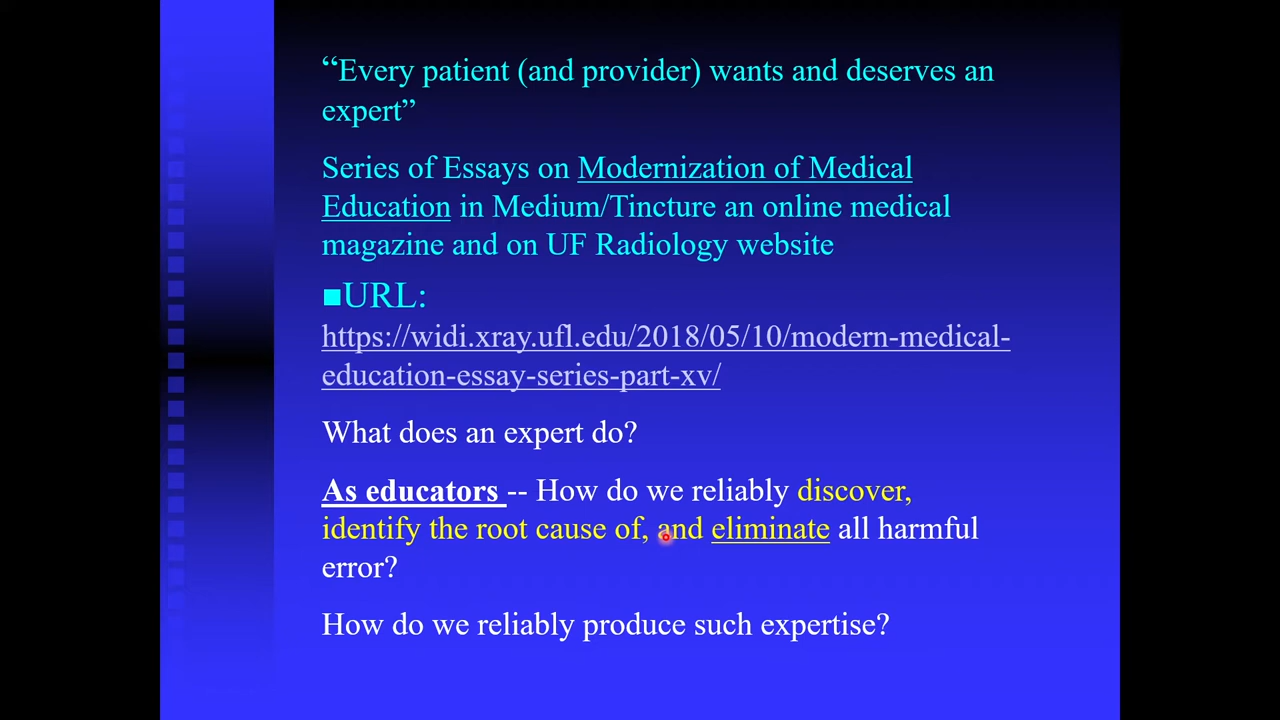 “Every patient (and provider) wants and deserves an
expert”
Series of Essays on Modernization of Medical
Education in Medium/Tincture an online medical
magazine and on UF Radiology website
■URL:
https://widi.xray.ufl.edu/2018/05/10/modern-medical-
education-essay-series-part-xv/
What does an expert do?
As educators -- How do we reliably discover,
identify the root cause of, and eliminate all harmful
error?
How do we reliably produce such expertise?